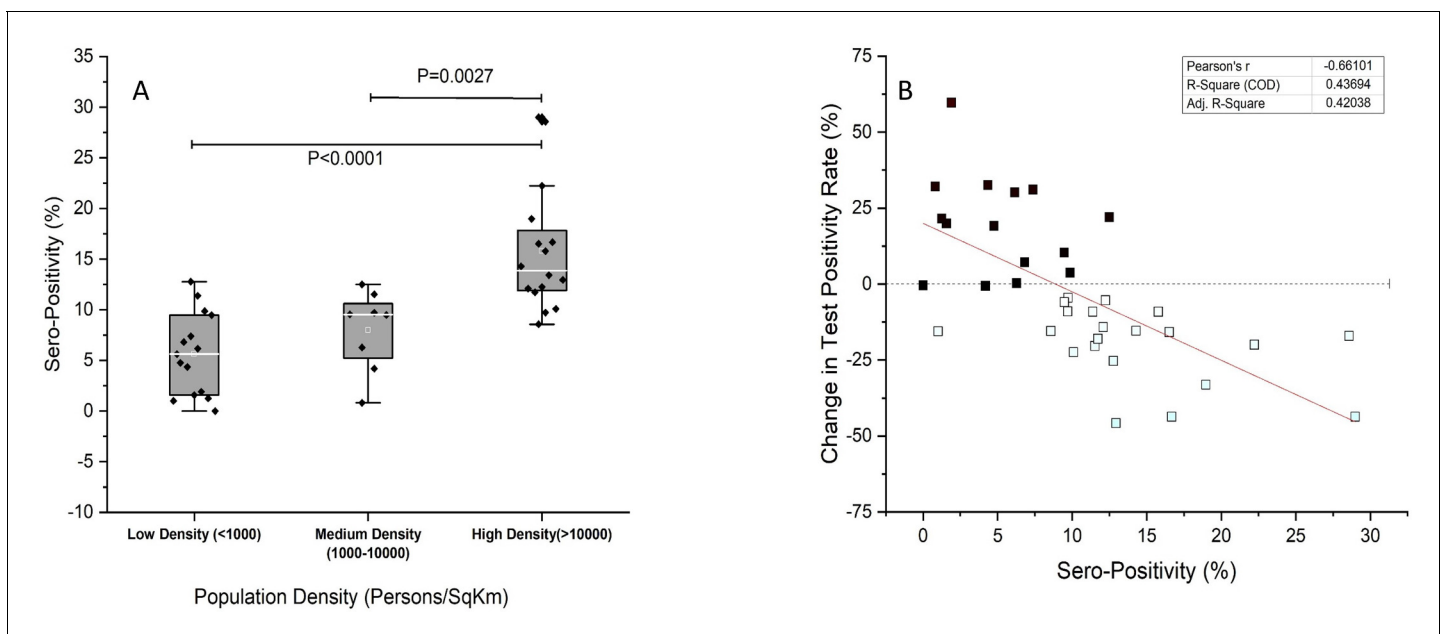 A
35
30
25
20
15
10
5
0
-5
-10
Sero-Positivity (%)
P=0.0027
P<0.0001
Low Density (<1000)
Medium Density
(1000-10000)
High Density(>10000)
Population Density (Persons/SqKm)
B
75
50
25
0
-25
-50
-75
Change in Test Positivity Rate (%)
Pearson's r -0.66101
R-Square (COD) 0.43694
Adj. R-Square 0.42038
0 5 10 15 20 25 30
Sero-Positivity (%)